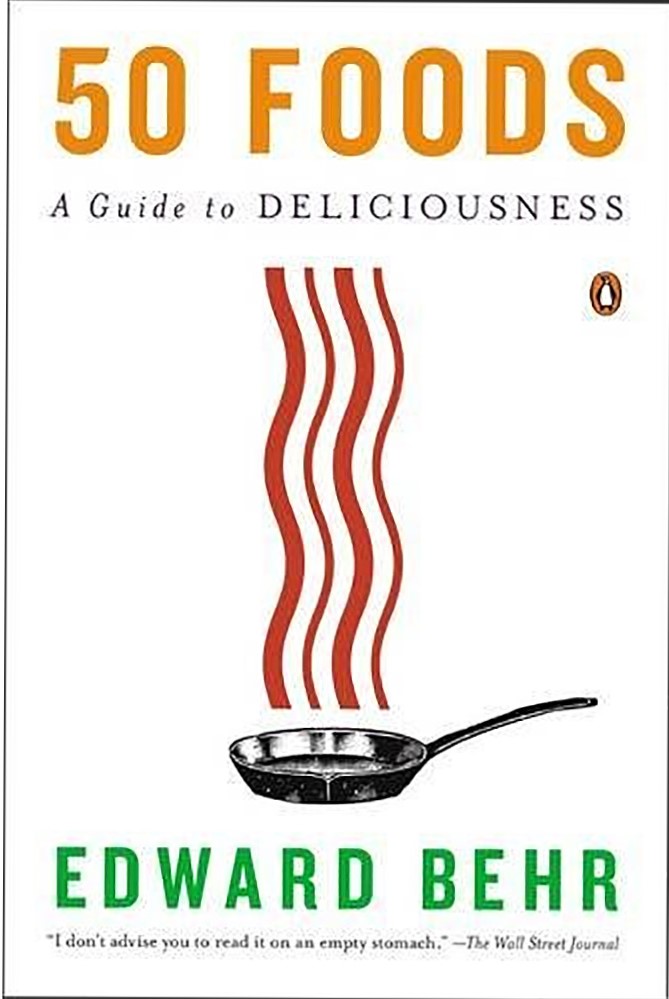 50 FOODS
A Guide to DELICIOUSNESS
EDWARD BEHR
"I don't advise you to read it on an empty stomach." —The Wall Street Journal